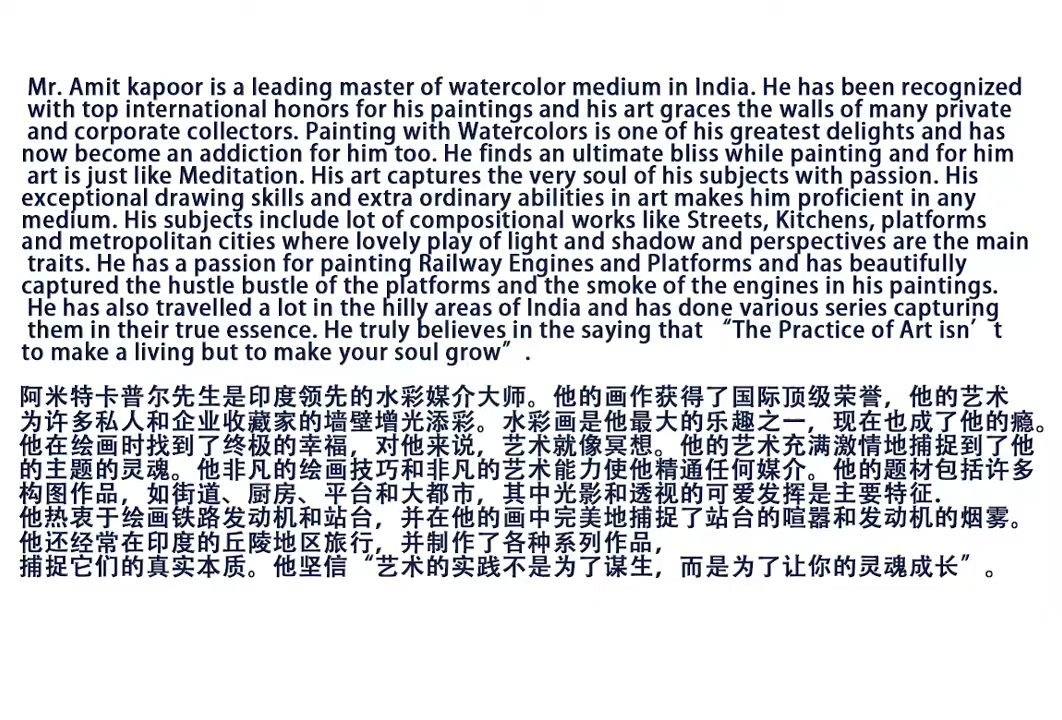 Mr. Amit kapoor is a leading master of watercolor medium in India. He has been recognized
with top international honors for his paintings and his art graces the walls of many private
and corporate collectors. Painting with Watercolors is one of his greatest delights and has
now become an addiction for him too. He finds an ultimate bliss while painting and for him
art is just like Meditation. His art captures the very soul of his subjects with passion. His
exceptional drawing skills and extra ordinary abilities in art makes him proficient in any
medium. His subjects include lot of compositional works like Streets, Kitchens, platforms
and metropolitan cities where lovely play of light and shadow and perspectives are the main
traits. He has a passion for painting Railway Engines and Platforms and has beautifully
captured the hustle bustle of the platforms and the smoke of the engines in his paintings.
He has also travelled a lot in the hilly areas of India and has done various series capturing
them in their true essence. He truly believes in the saying that “The Practice of Art isn’t
to make a living but to make your soul grow”.
阿米特卡普尔先生是印度领先的水彩媒介大师。他的画作获得了国际顶级荣誉，他的艺术
为许多私人和企业收藏家的墙壁增光添彩。水彩画是他最大的乐趣之一，现在也成了他的瘾。
他在绘画时找到了终极的幸福，对他来说，艺术就像冥想。他的艺术充满激情地捕捉到了他
的主题的灵魂。他非凡的绘画技巧和非凡的艺术能力使他精通任何媒介。他的题材包括许多
构图作品，如街道、厨房、平台和大都市，其中光影和透视的可爱发挥是主要特征.
他热衷于绘画铁路发动机和站台，并在他的画中完美地捕捉了站台的喧嚣和发动机的烟雾。
他还经常在印度的丘陵地区旅行，并制作了各种系列作品，
捕捉它们的真实本质。他坚信“艺术的实践不是为了谋生，而是为了让你的灵魂成长”。